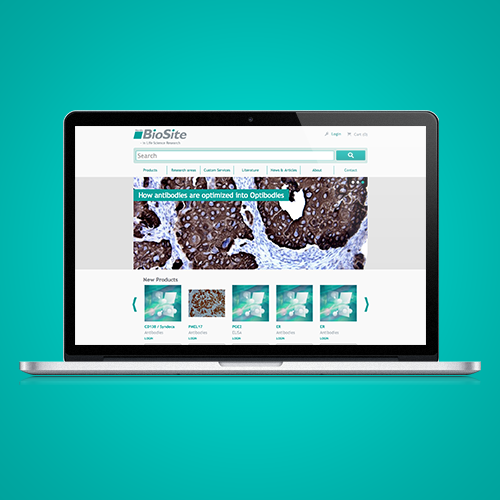 BioSite
in Life Science Research
Login
Cart (0)
Search
Products Research areas Custom Services Literature News & Articles About Contact
How antibodies are optimized into Optibodies
New Products
CD138 / Syndeca PMEL17 PGE2 ER ER
Antibodies Antibodies ELISA Antibodies Antibodies